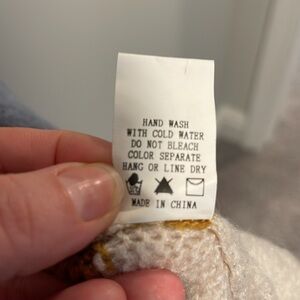 HAND WASH
WITH COLD WATER
DO NOT BLEACH
COLOR SEPARATE
HANG OR LINE DRY
MADE IN CHINA